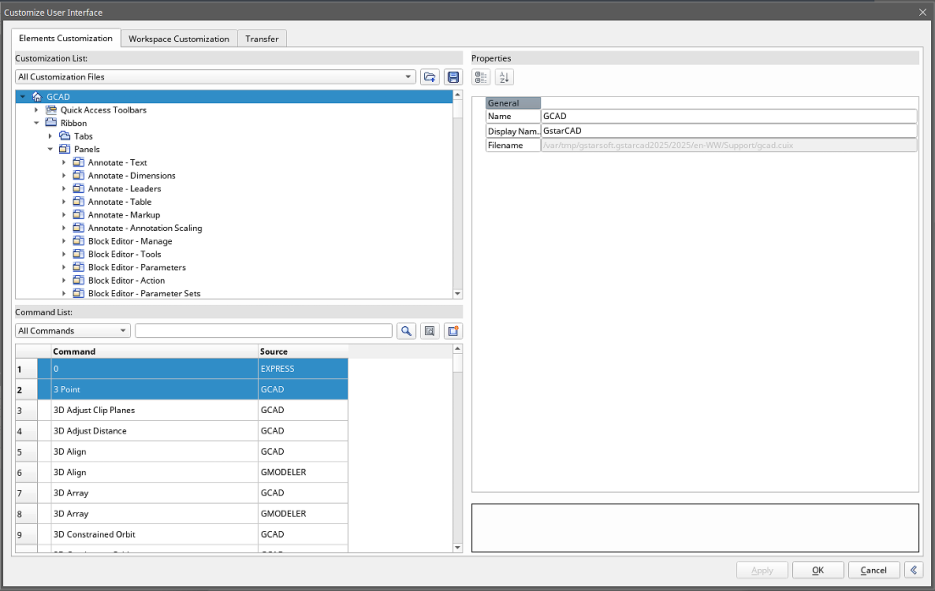 Customize User Interface
Elements Customization
Workspace Customization
Transfer
Customization List:
All Customization Files
GCAD
Quick Access Toolbars
Ribbon
Tabs
Panels
Annotate - Text
Annotate - Dimensions
Annotate - Leaders
Annotate - Table
Annotate - Markup
Annotate - Annotation Scaling
Block Editor - Manage
Block Editor - Tools
Block Editor - Parameters
Block Editor - Action
Block Editor - Parameter Sets
Command List:
All Commands
Command Source
1 0 EXPRESS
2 3 Point GCAD
3 3D Adjust Clip Planes GCAD
4 3D Adjust Distance GCAD
5 3D Align GCAD
6 3D Align GMODELER
7 3D Array GCAD
8 3D Array GMODELER
9 3D Constrained Orbit GCAD
Properties
General
Name GCAD
Display Nam... GstarCAD
Filename /var/tmp/gstarsoft.gstarcad2025/2025/en-WW/Support/gcad.cuix
Apply
OK
Cancel